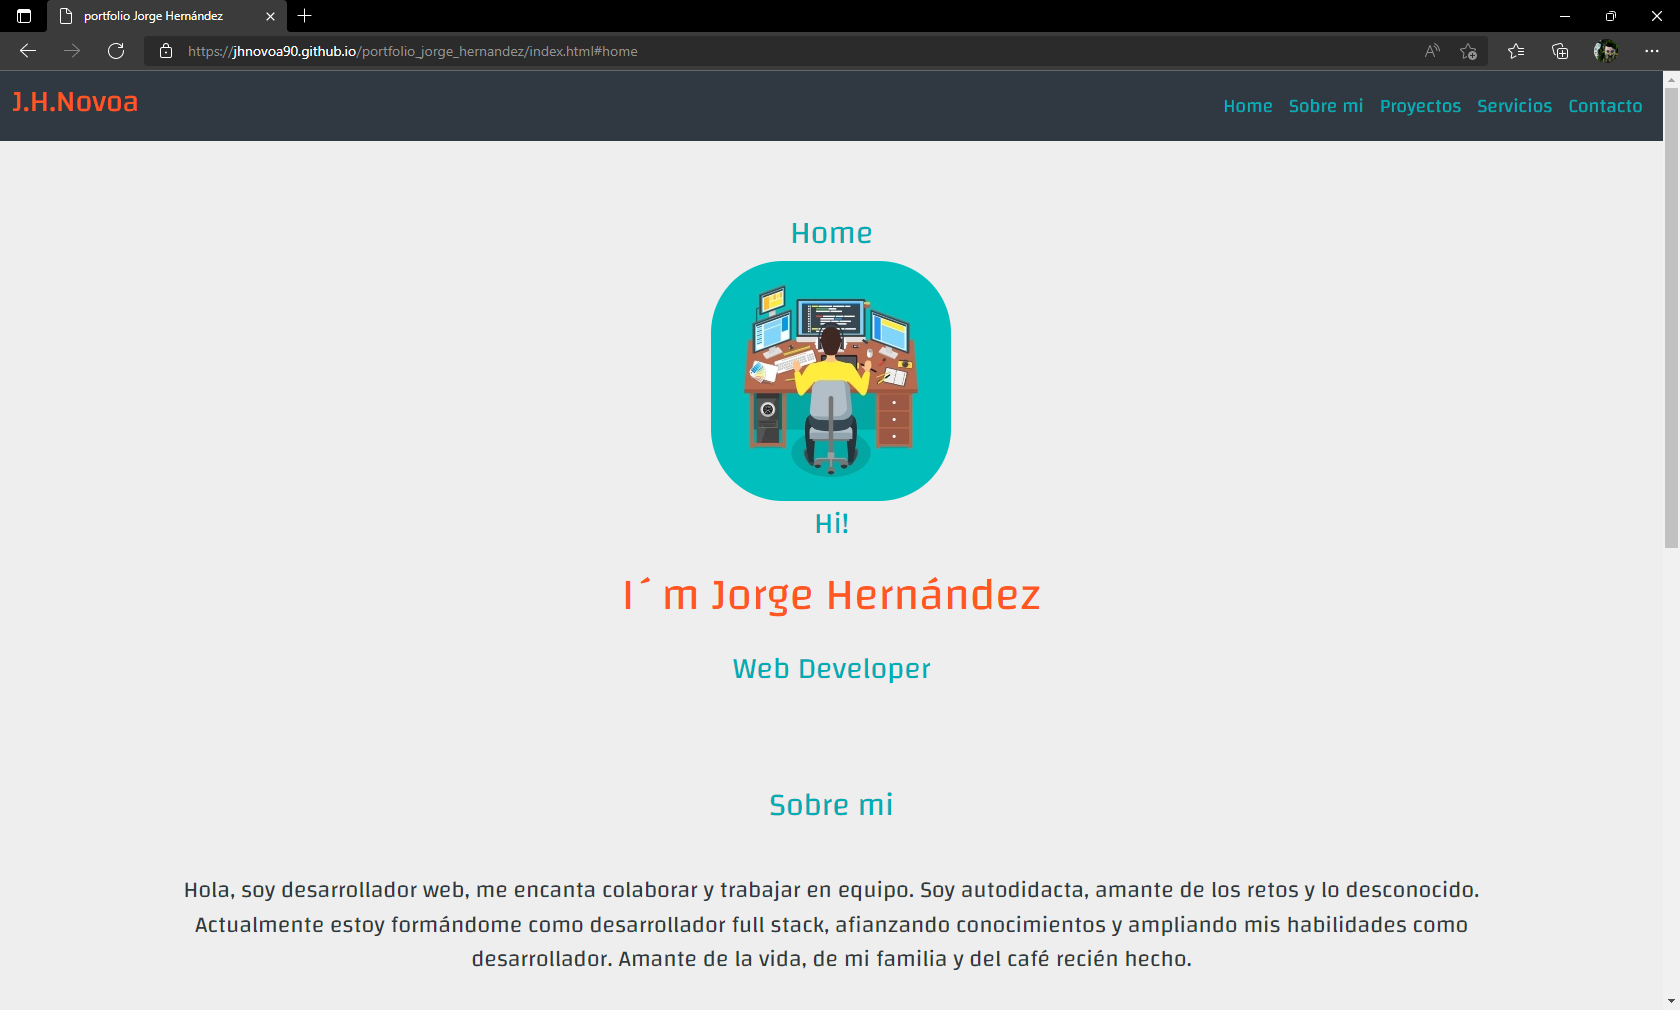 portfolio Jorge Hernández
https://jhnovoa90.github.io/portfolio_jorge_hernandez/index.html#home
J.H.Novoa
Home Sobre mi Proyectos Servicios Contacto
Home
Hi!
I´m Jorge Hernández
Web Developer
Sobre mi
Hola, soy desarrollador web, me encanta colaborar y trabajar en equipo. Soy autodidacta, amante de los retos y lo desconocido.
Actualmente estoy formándome como desarrollador full stack, afianzando conocimientos y ampliando mis habilidades como
desarrollador. Amante de la vida, de mi familia y del café recién hecho.